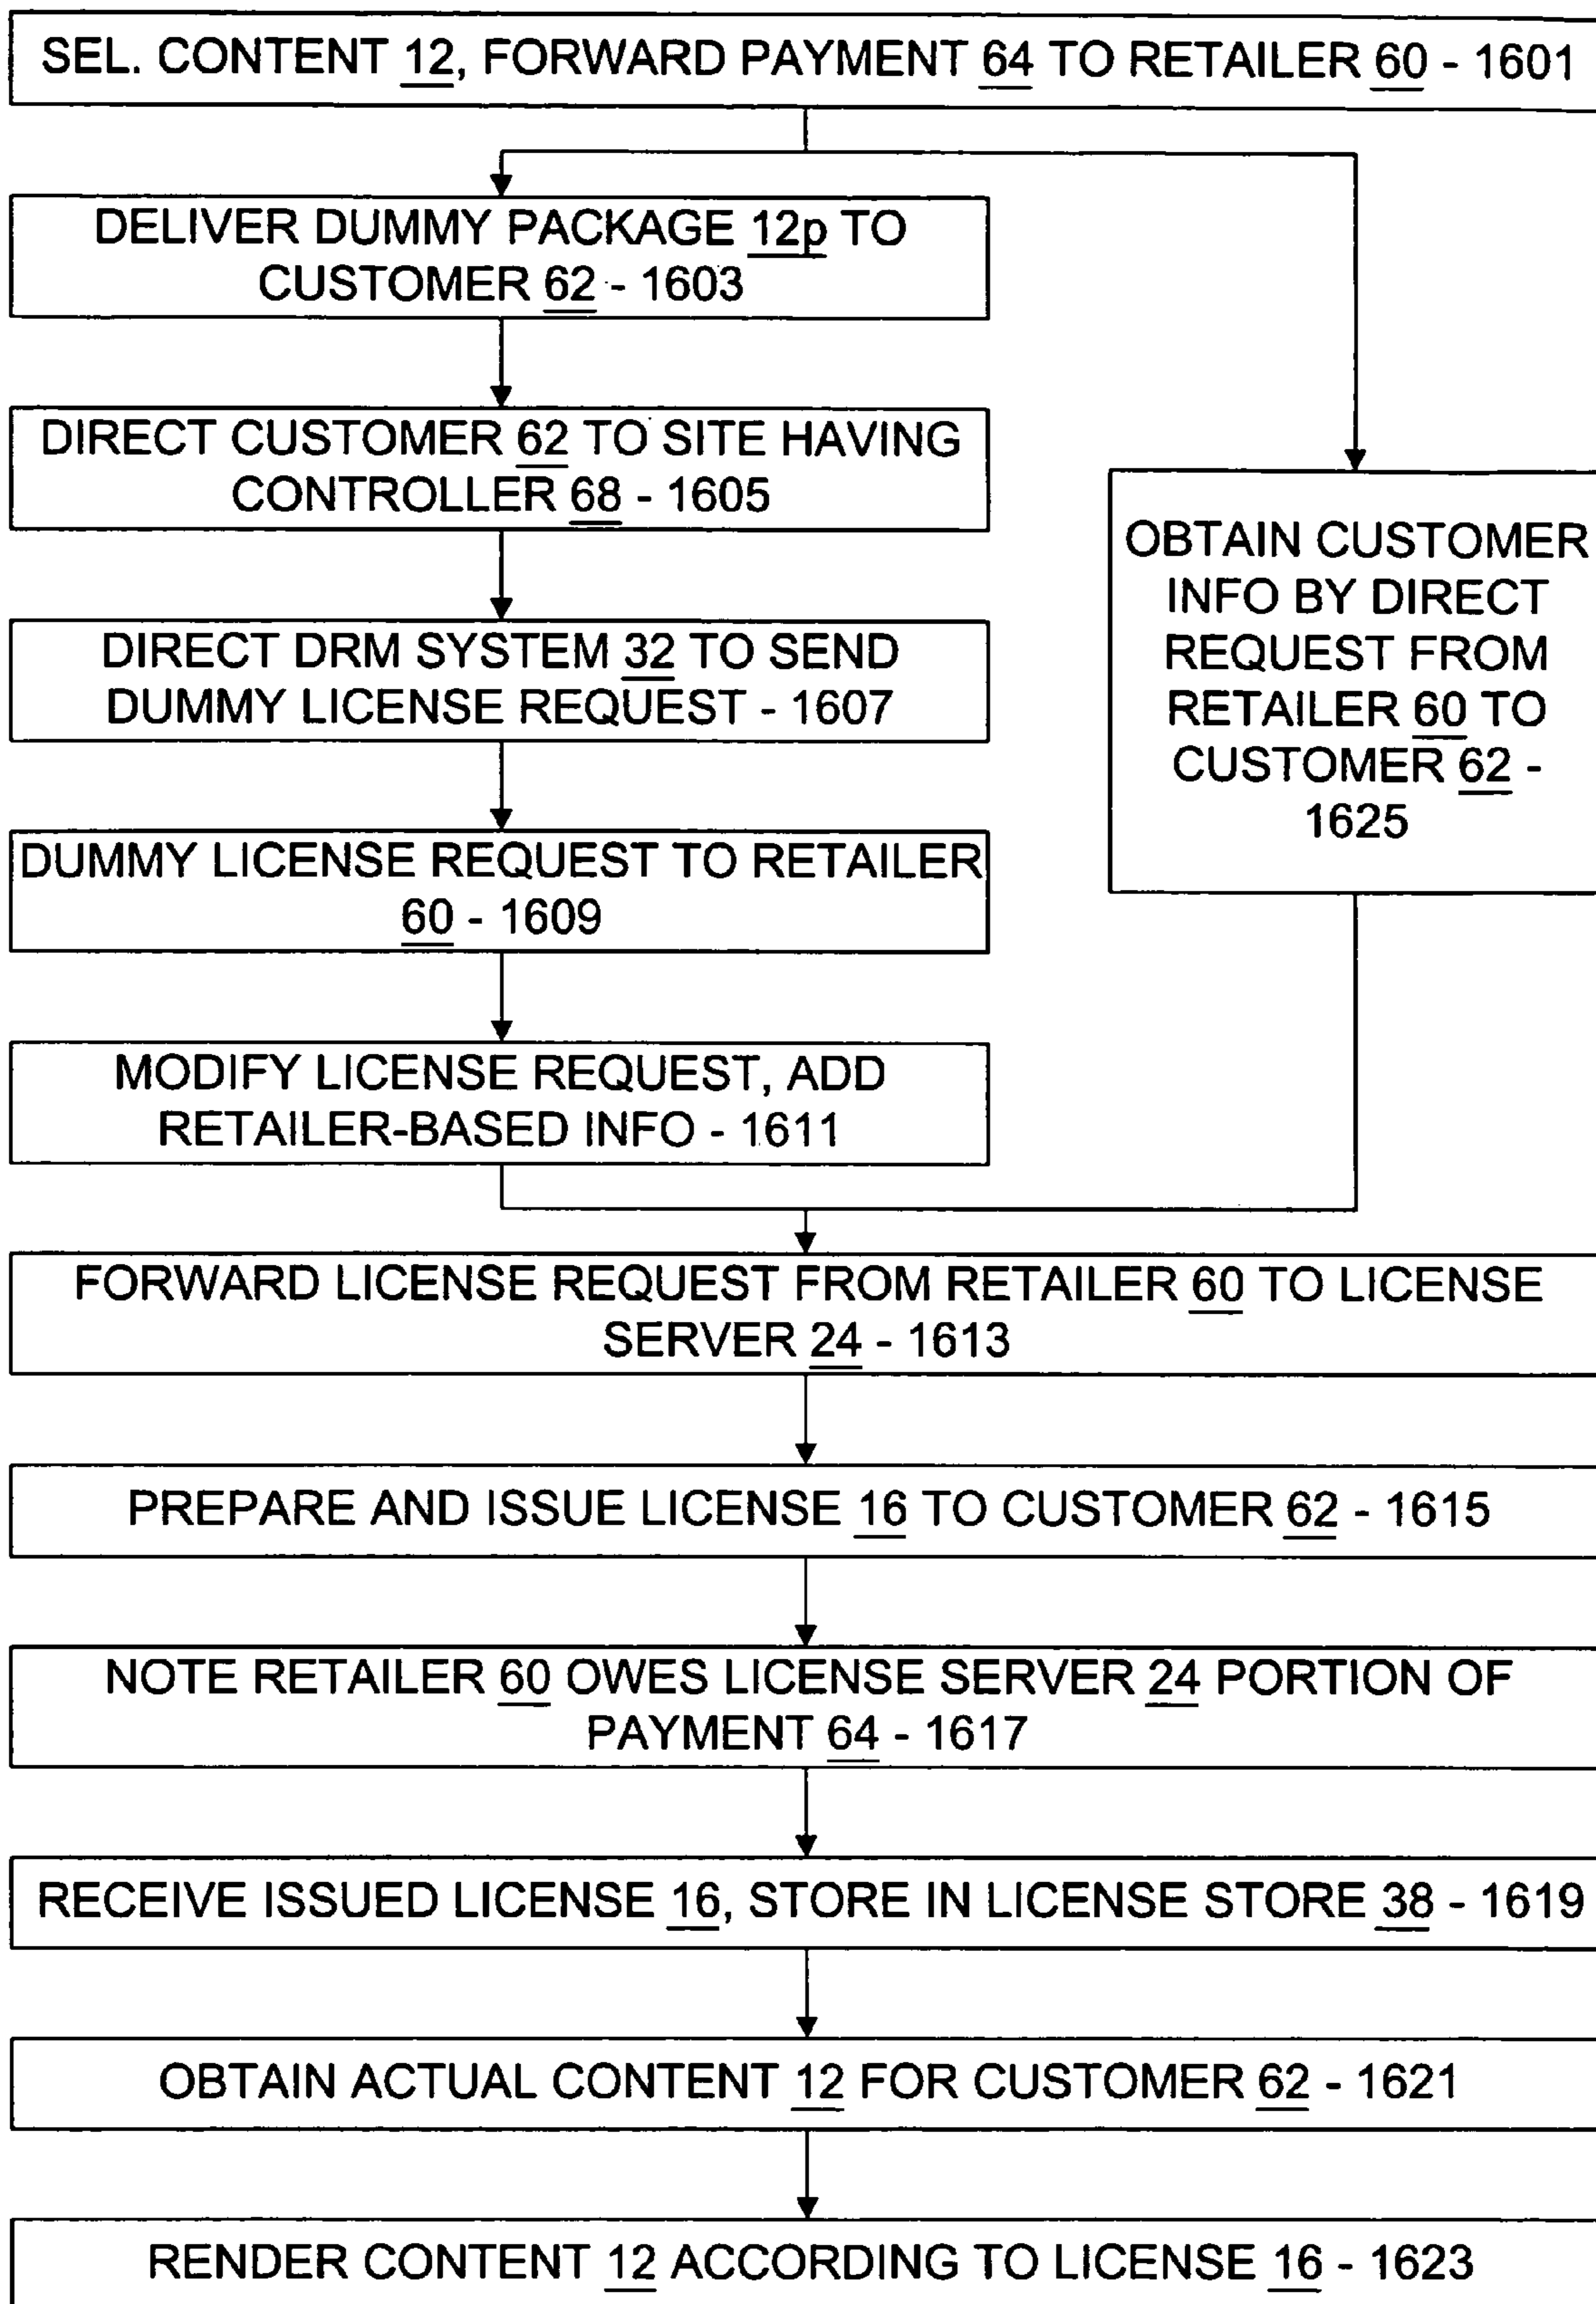 SEL. CONTENT 12, FORWARD PAYMENT 64 TO RETAILER 60 - 1601
DELIVER DUMMY PACKAGE 12p TO
CUSTOMER 62 - 1603
DIRECT CUSTOMER 62 TO SITE HAVING
CONTROLLER 68 - 1605
DIRECT DRM SYSTEM 32 TO SEND
DUMMY LICENSE REQUEST - 1607
DUMMY LICENSE REQUEST TO RETAILER
60 - 1609
MODIFY LICENSE REQUEST, ADD
RETAILER-BASED INFO - 1611
OBTAIN CUSTOMER
INFO BY DIRECT
REQUEST FROM
RETAILER 60 TO
CUSTOMER 62 -
1625
FORWARD LICENSE REQUEST FROM RETAILER 60 TO LICENSE
SERVER 24 - 1613
PREPARE AND ISSUE LICENSE 16 TO CUSTOMER 62 - 1615
NOTE RETAILER 60 OWES LICENSE SERVER 24 PORTION OF
PAYMENT 64 - 1617
RECEIVE ISSUED LICENSE 16, STORE IN LICENSE STORE 38 - 1619
OBTAIN ACTUAL CONTENT 12 FOR CUSTOMER 62 - 1621
RENDER CONTENT 12 ACCORDING TO LICENSE 16 - 1623